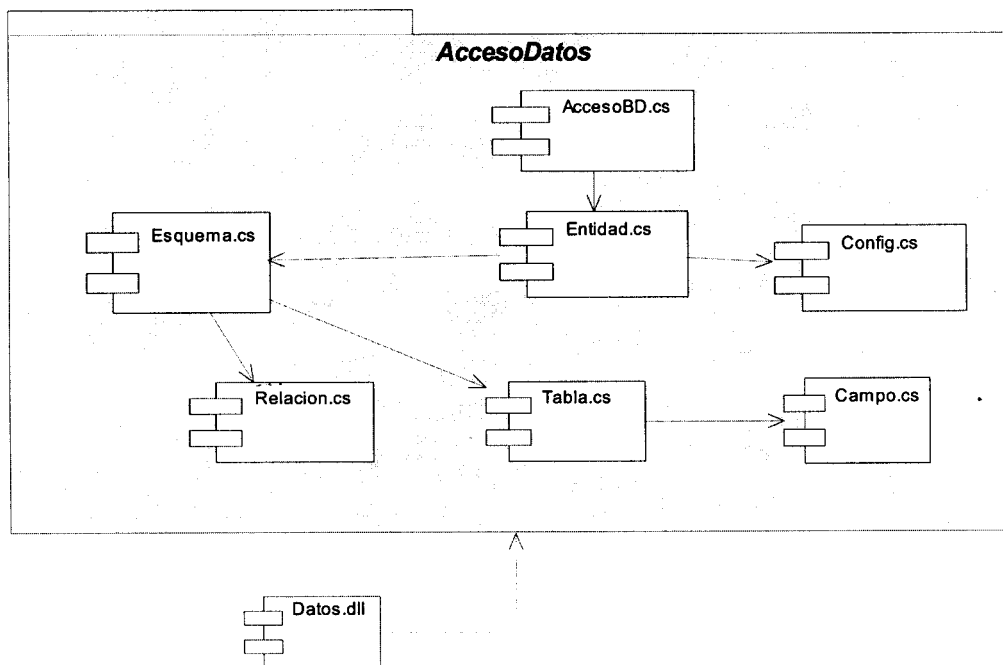 AccesoDatos
AccesoBD.cs
Esquema.cs
Entidad.cs
Config.cs
Relacion.cs
Tabla.cs
Campo.cs
Datos.dll